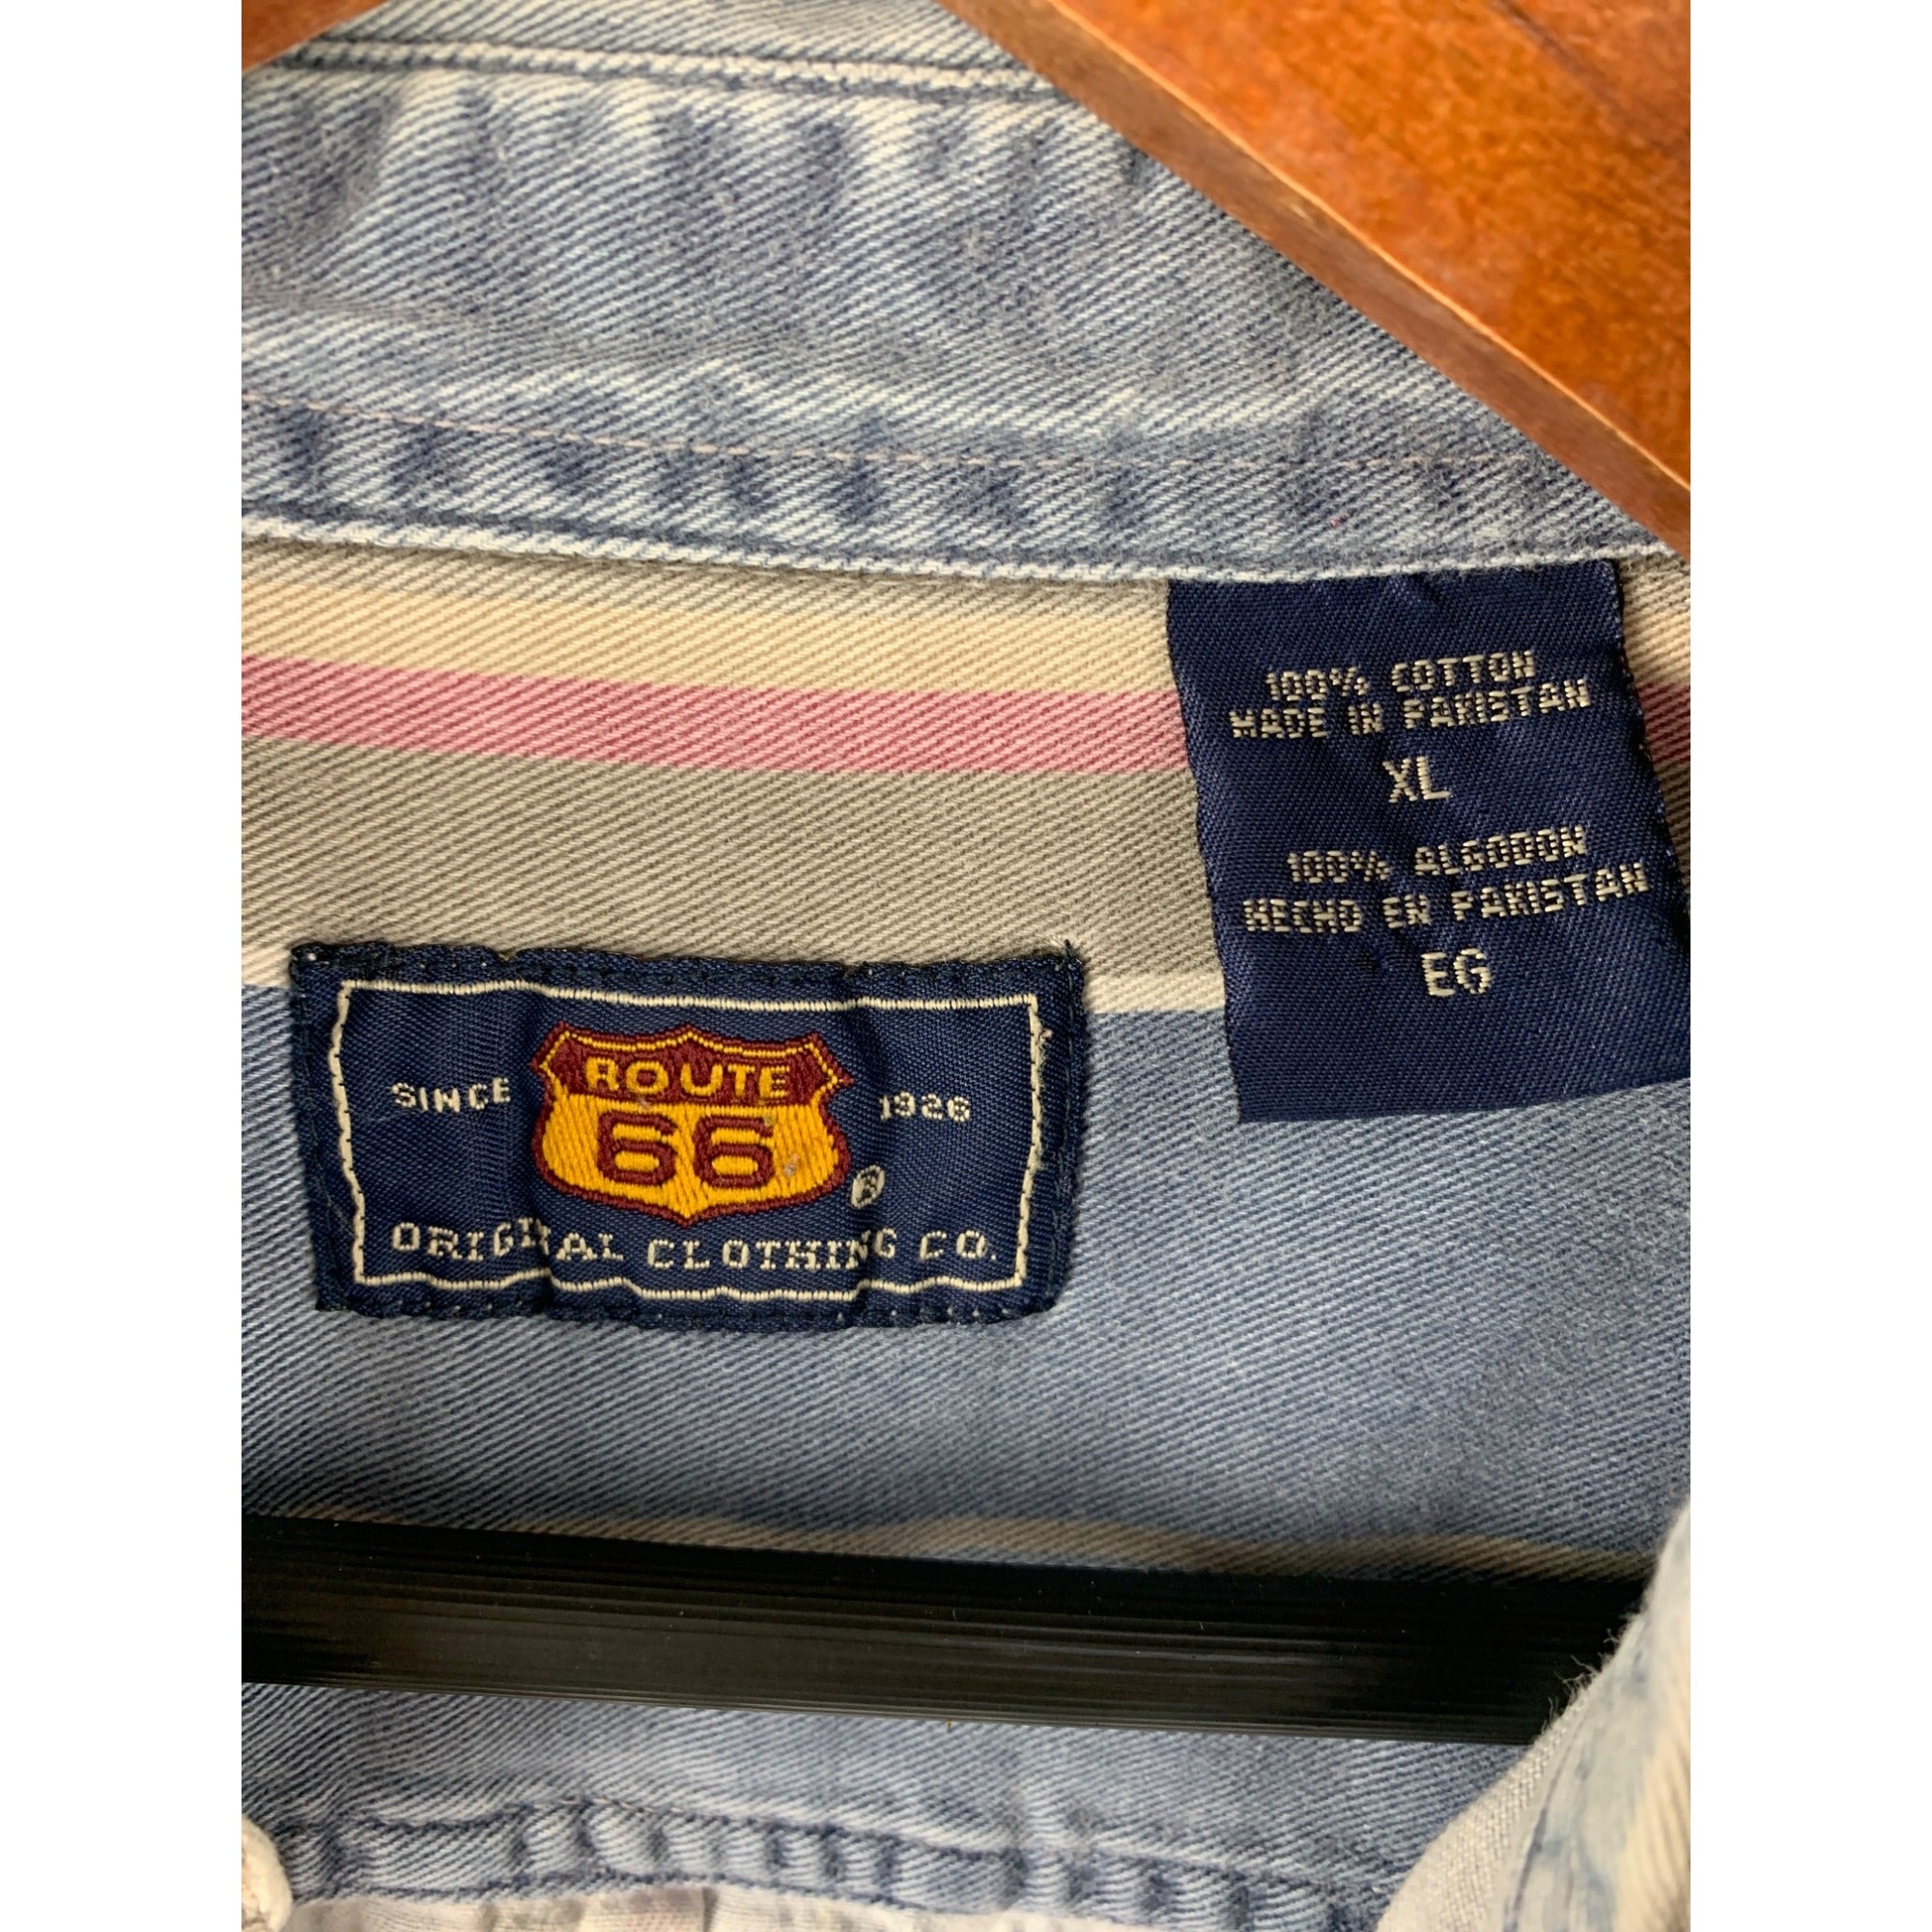 100% COTTON
MADE IN PAKISTAN
XL
100% ALGODON
HECHO EN PAKISTAN
EG
SINCE ROUTE 66 1926
®
ORIGINAL CLOTHING CO.